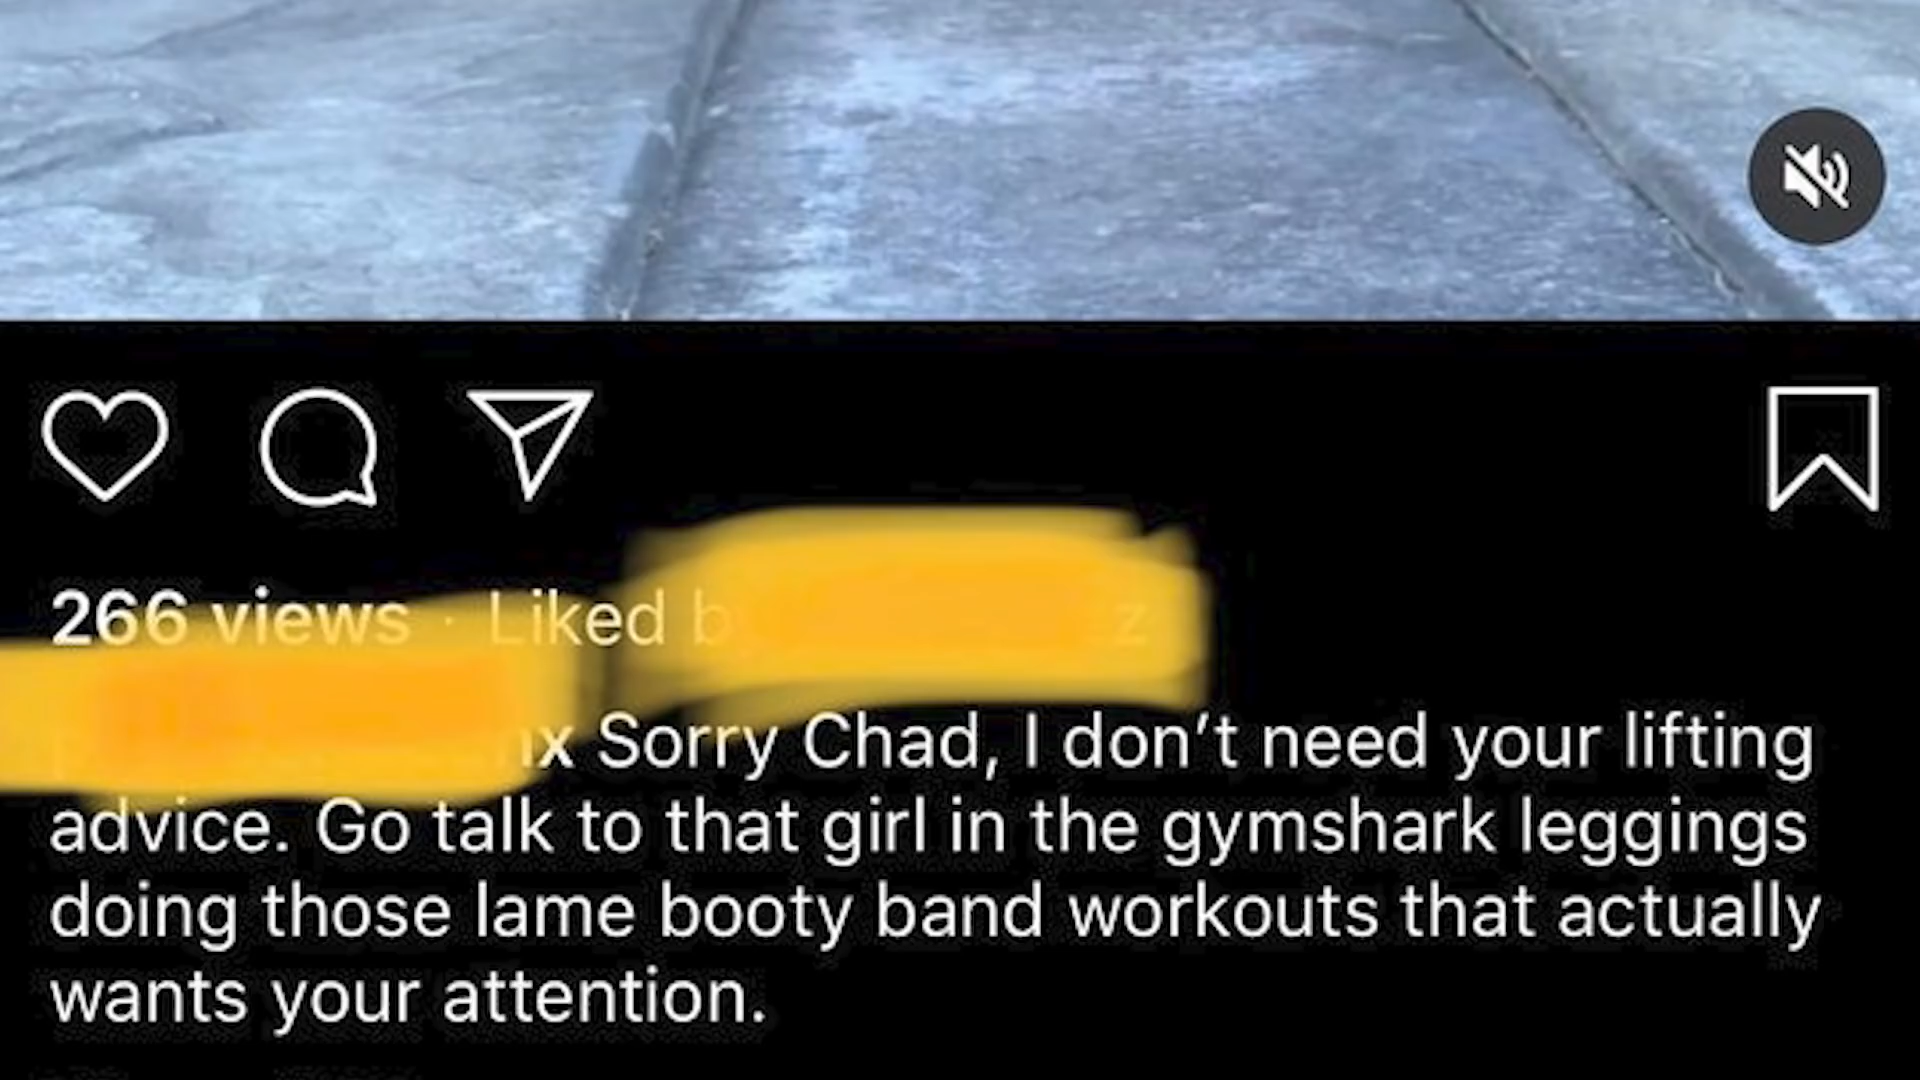 266 views · Liked
Sorry Chad, I don’t need your lifting
advice. Go talk to that girl in the gymshark leggings
doing those lame booty band workouts that actually
wants your attention.